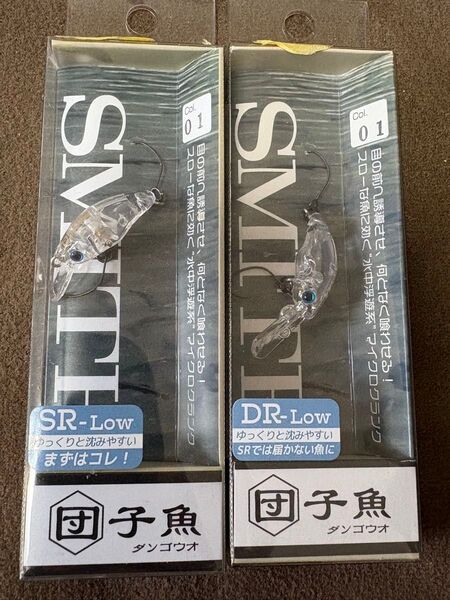 SMITH
Col.
01
目の前へ誘導させ、何となく喰わせる！
スローな魚に効く“水中浮遊系”マイクロクランク
SR-Low
ゆっくりと沈みやすい
まずはコレ！
団子魚
ダンゴウオ
SMITH
Col.
01
目の前へ誘導させ、何となく喰わせる！
スローな魚に効く“水中浮遊系”マイクロクランク
DR-Low
ゆっくりと沈みやすい
SRでは届かない魚に
団子魚
ダンゴウオ